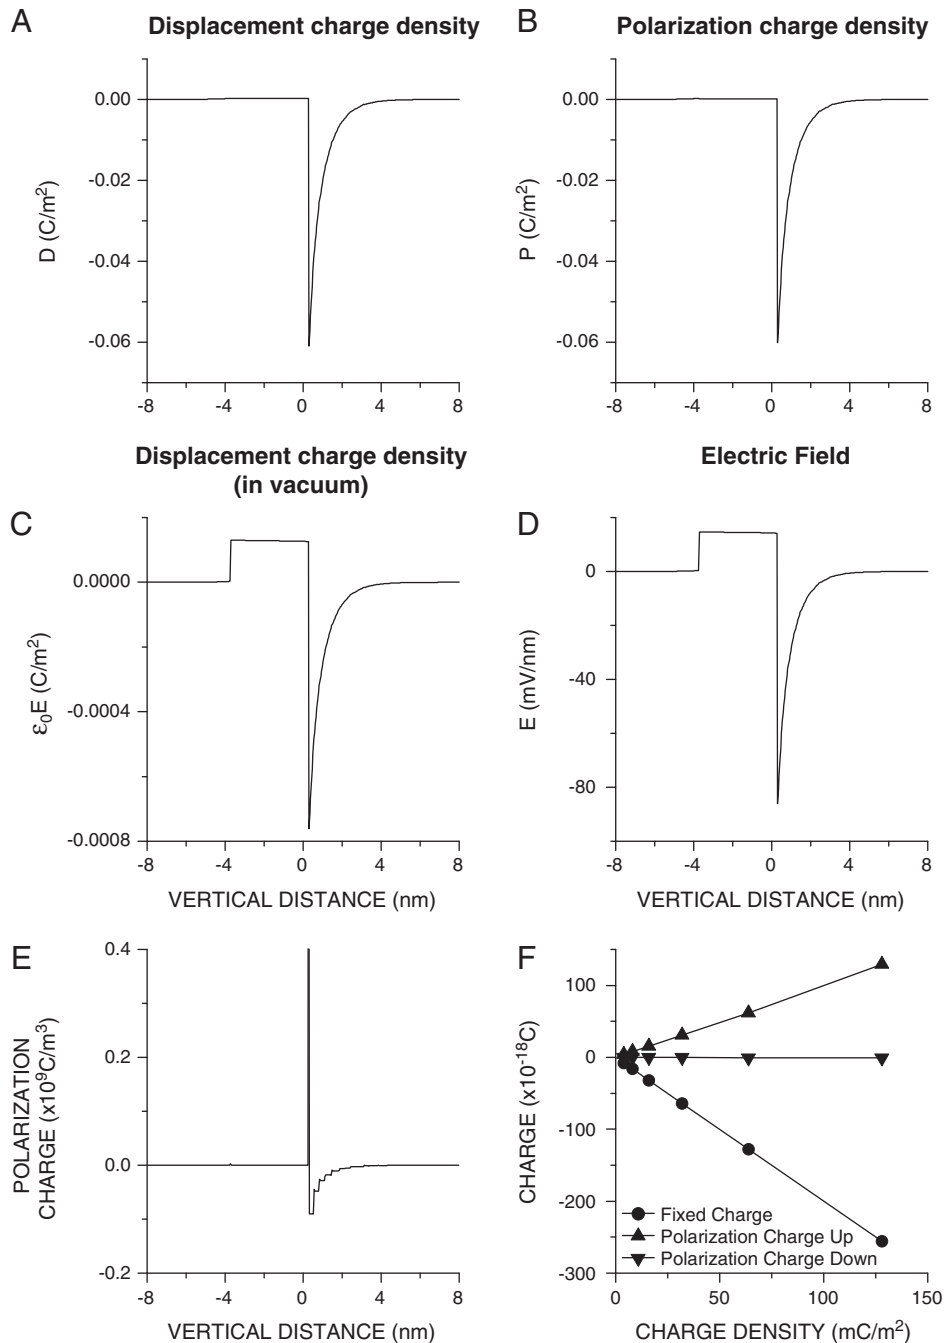 A
Displacement charge density
0.00
-0.02
-0.04
-0.06
D (C/m²)
-8 -4 0 4 8
B
Polarization charge density
0.00
-0.02
-0.04
-0.06
P (C/m²)
-8 -4 0 4 8
C
Displacement charge density
(in vacuum)
0.0000
-0.0004
-0.0008
ε₀E (C/m²)
-8 -4 0 4 8
VERTICAL DISTANCE (nm)
D
Electric Field
0
-40
-80
E (mV/nm)
-8 -4 0 4 8
VERTICAL DISTANCE (nm)
E
0.4
0.2
0.0
-0.2
POLARIZATION
CHARGE (x10⁹C/m³)
-8 -4 0 4 8
VERTICAL DISTANCE (nm)
F
100
0
-100
-200
-300
CHARGE (x10⁻¹⁸C)
Fixed Charge
Polarization Charge Up
Polarization Charge Down
0 50 100 150
CHARGE DENSITY (mC/m²)